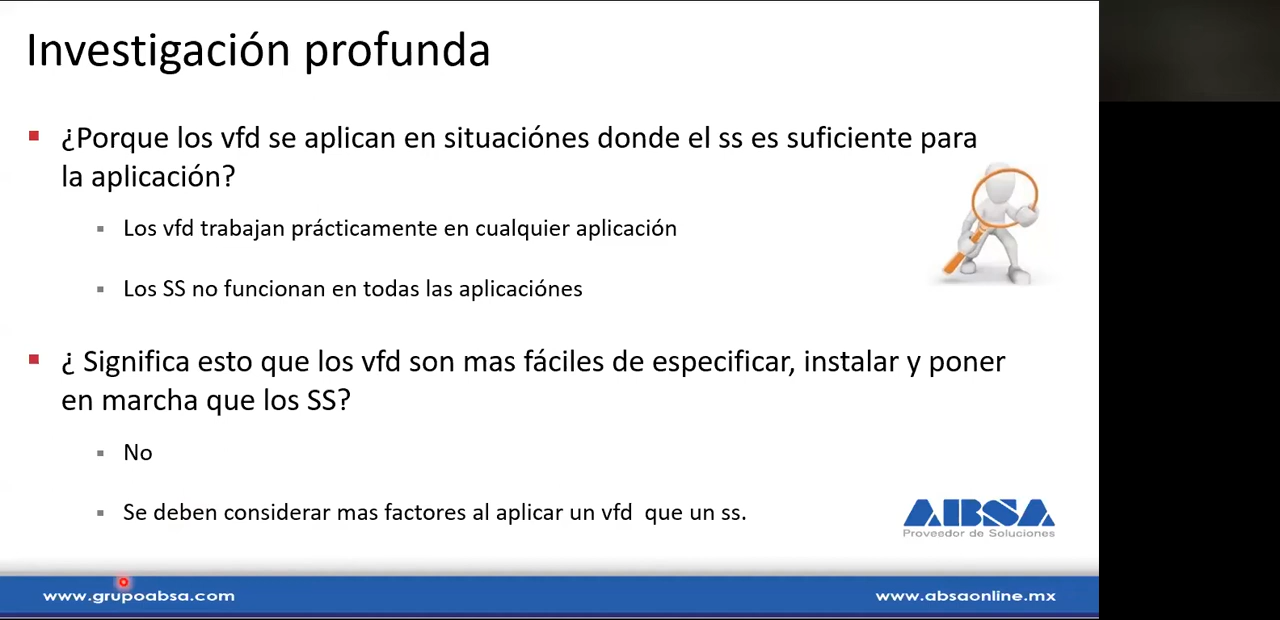 Investigación profunda
¿Porque los vfd se aplican en situaciónes donde el ss es suficiente para
la aplicación?
Los vfd trabajan prácticamente en cualquier aplicación
Los SS no funcionan en todas las aplicaciónes
¿ Significa esto que los vfd son mas fáciles de especificar, instalar y poner
en marcha que los SS?
No
Se deben considerar mas factores al aplicar un vfd  que un ss.
ABSA
Proveedor de Soluciones
www.grupoabsa.com
www.absaonline.mx